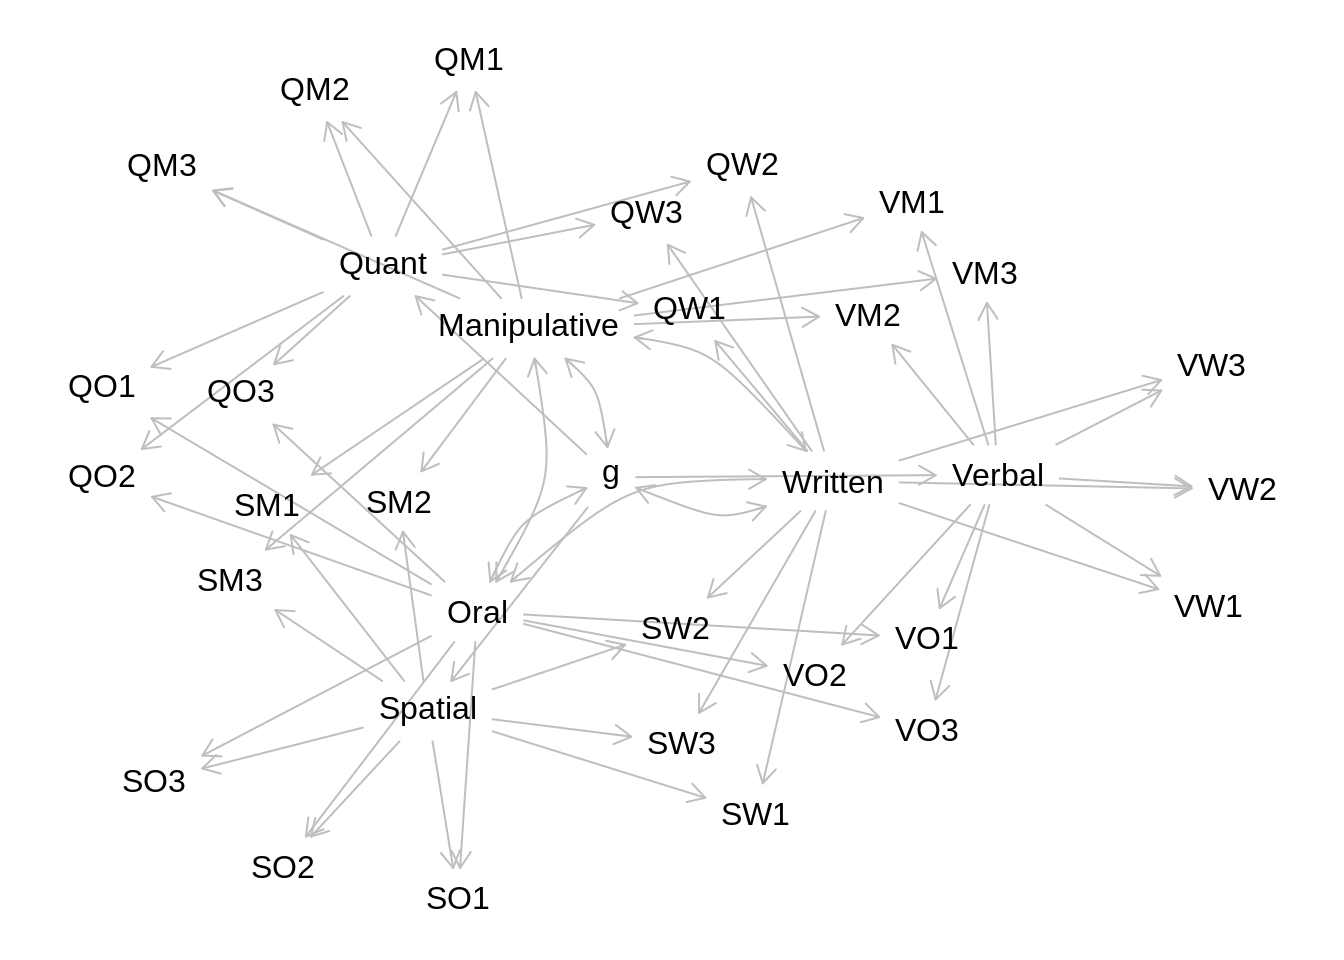 QM1
QM2
QM3
QW2
VM1
QW3
Quant
VM3
QW1
VM2
Manipulative
VW3
QO1
QO3
g
Verbal
QO2
Written
VW2
SM2
SM1
SM3
VW1
Oral
SW2
VO1
VO2
Spatial
VO3
SW3
SO3
SW1
SO2
SO1